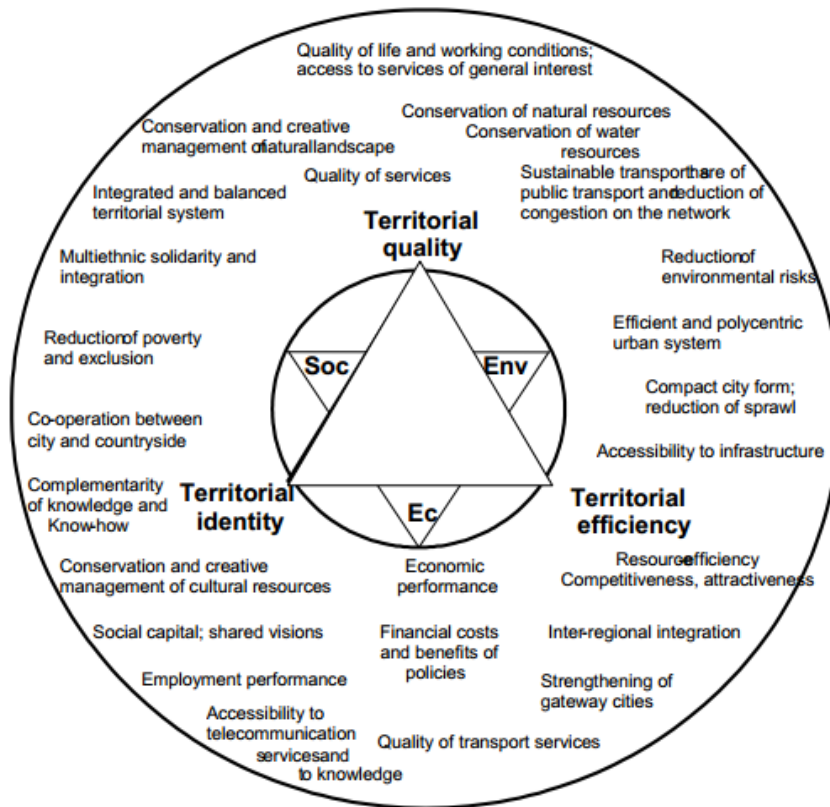 Quality of life and working conditions;
access to services of general interest
Conservation of natural resources
Conservation of water
resources
Conservation and creative
management of natural landscape
Quality of services
Sustainable transport: share of
public transport and reduction of
congestion on the network
Integrated and balanced
territorial system
Territorial
quality
Multiethnic solidarity and
integration
Reduction of
environmental risks
Reduction of poverty
and exclusion
Efficient and polycentric
urban system
Soc
Env
Compact city form;
reduction of sprawl
Co-operation between
city and countryside
Accessibility to infrastructure
Complementarity
of knowledge and
Know-how
Territorial
identity
Ec
Territorial
efficiency
Conservation and creative
management of cultural resources
Economic
performance
Resource-efficiency
Competitiveness, attractiveness
Social capital; shared visions
Financial costs
and benefits of
policies
Inter-regional integration
Employment performance
Strengthening of
gateway cities
Accessibility to
telecommunication
services and
to knowledge
Quality of transport services